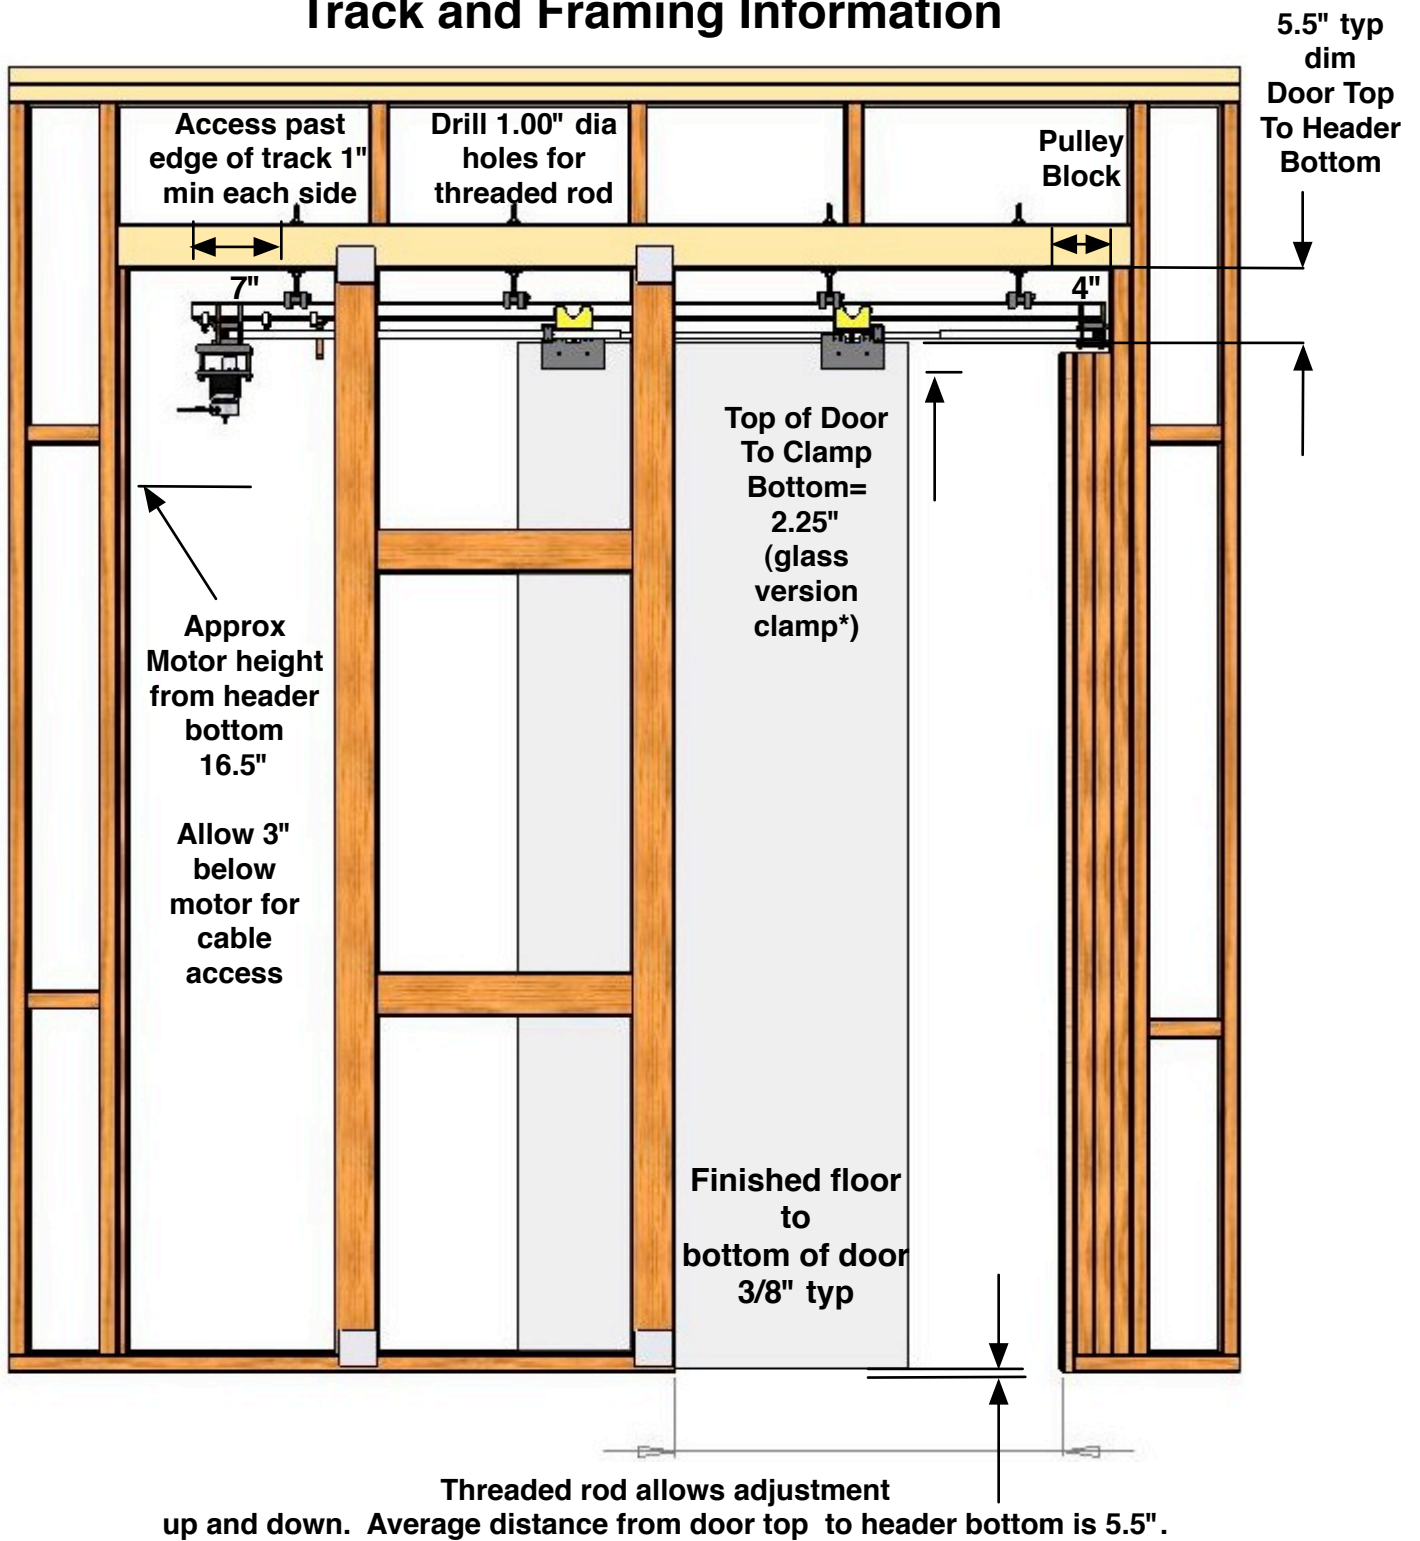 Track and Framing Information
5.5" typ
dim
Door Top
To Header
Bottom
Access past
edge of track 1"
min each side
Drill 1.00" dia
holes for
threaded rod
Pulley
Block
7"
4"
Top of Door
To Clamp
Bottom=
2.25"
(glass
version
clamp*)
Approx
Motor height
from header
bottom
16.5"
Allow 3"
below
motor for
cable
access
Finished floor
to
bottom of door
3/8" typ
Threaded rod allows adjustment
up and down.  Average distance from door top  to header bottom is 5.5".